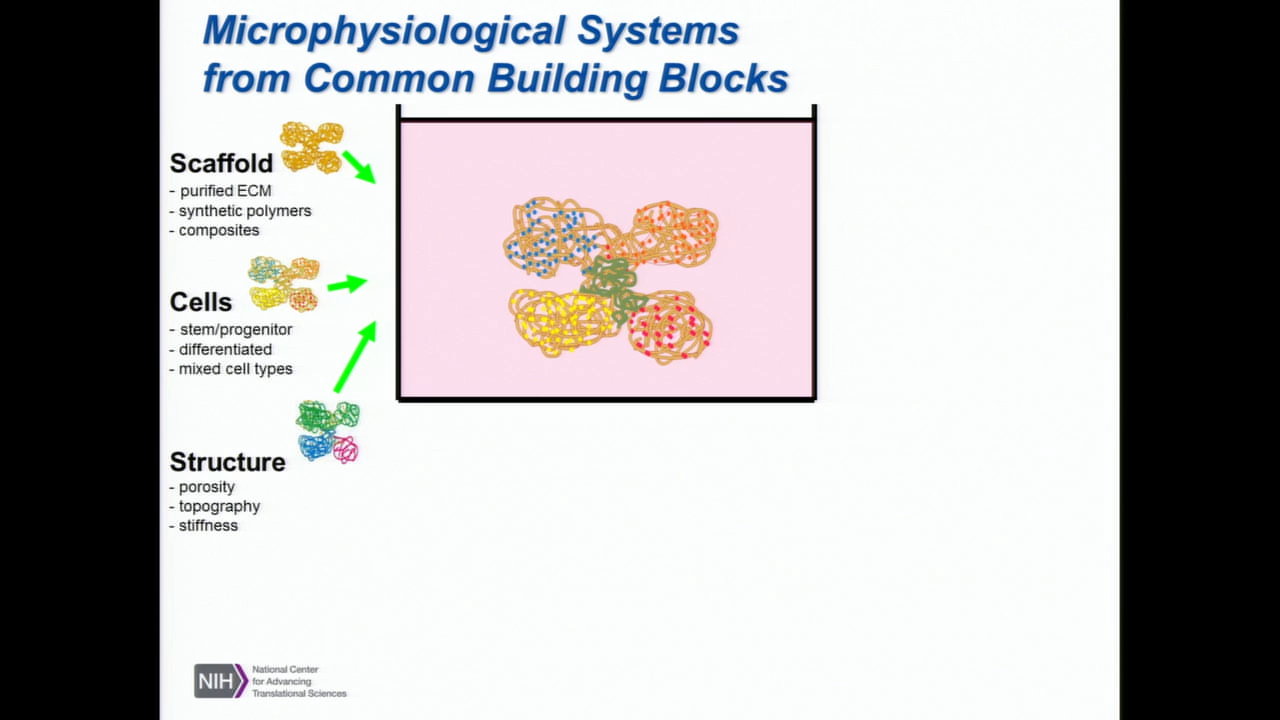 Microphysiological Systems
from Common Building Blocks
Scaffold
- purified ECM
- synthetic polymers
- composites
Cells
- stem/progenitor
- differentiated
- mixed cell types
Structure
- porosity
- topography
- stiffness
NIH
National Center
for Advancing
Translational Sciences